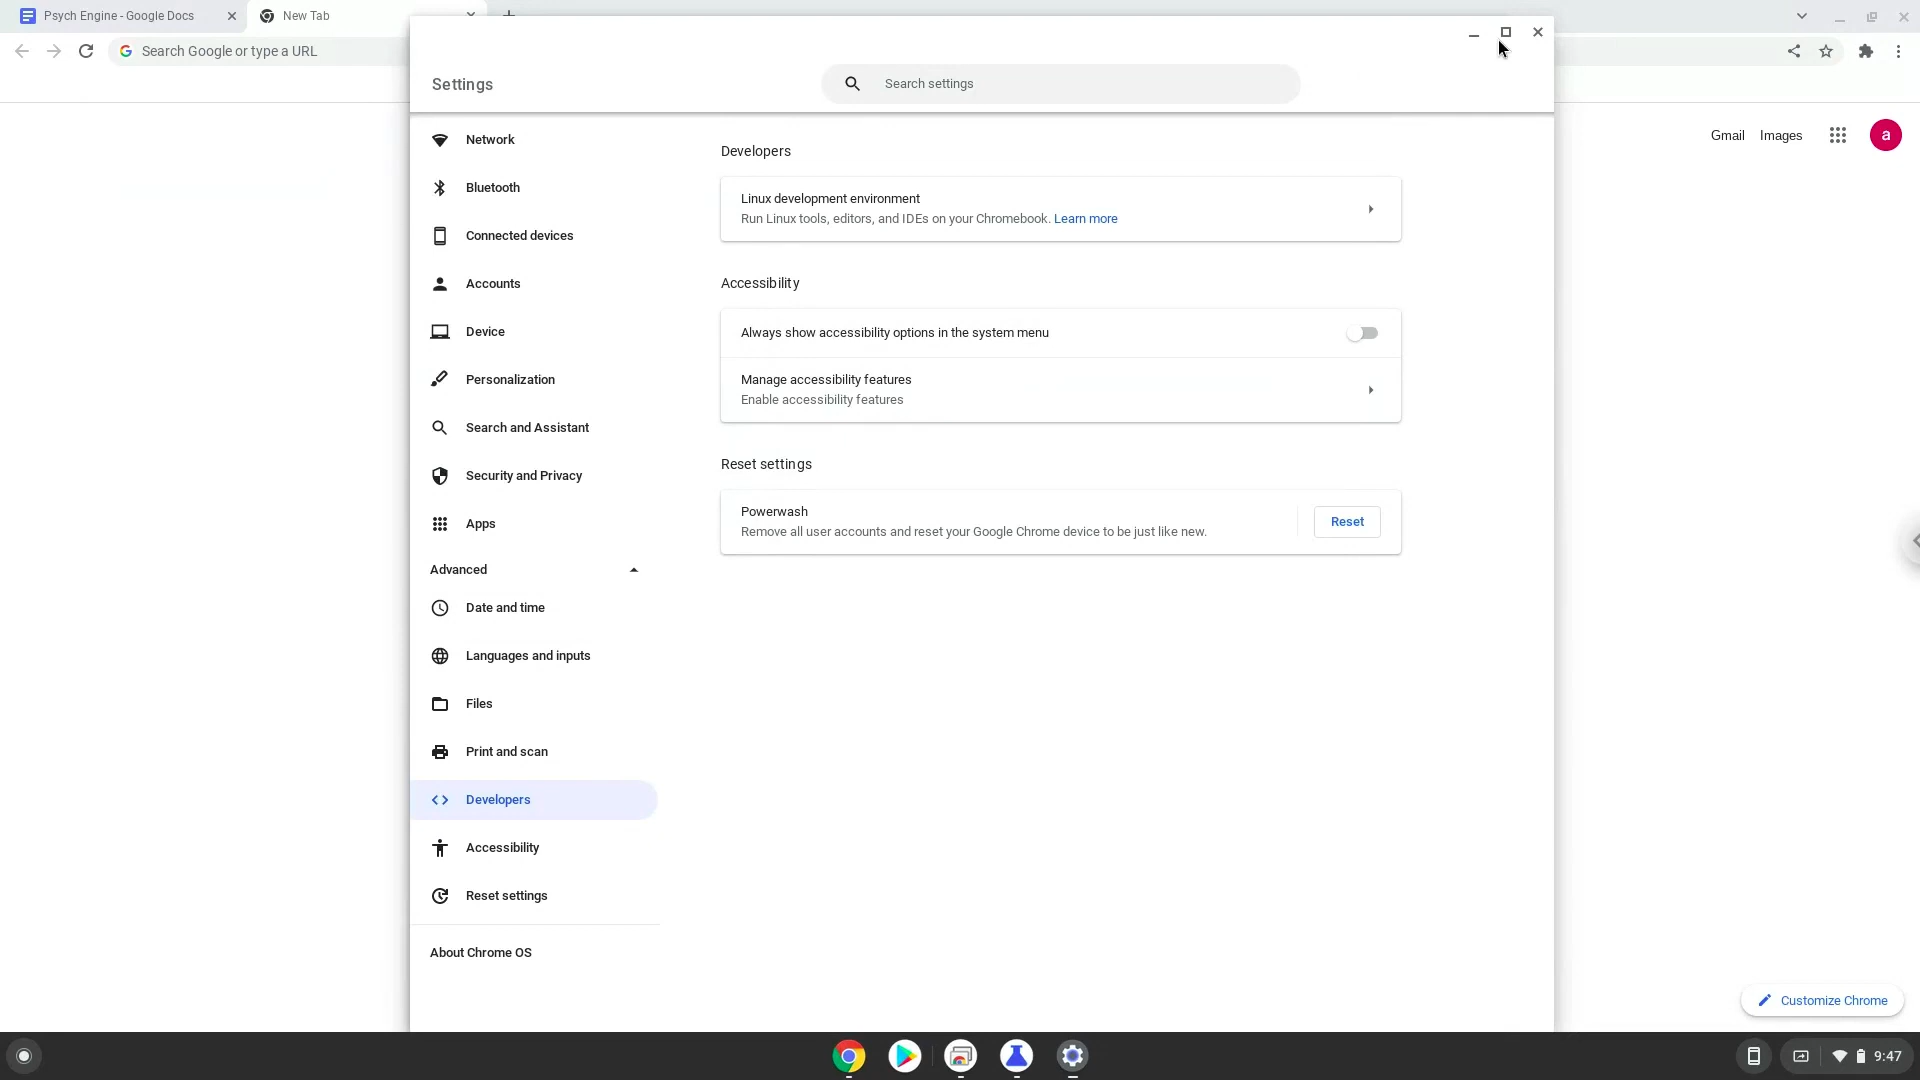 Psych Engine - Google Docs
New Tab
Search Google or type a URL
Gmail
Images
a
Settings
Search settings
Network
Bluetooth
Connected devices
Accounts
Device
Personalization
Search and Assistant
Security and Privacy
Apps
Advanced
Date and time
Languages and inputs
Files
Print and scan
Developers
Accessibility
Reset settings
About Chrome OS
Developers
Linux development environment
Run Linux tools, editors, and IDEs on your Chromebook. Learn more
Accessibility
Always show accessibility options in the system menu
Manage accessibility features
Enable accessibility features
Reset settings
Powerwash
Remove all user accounts and reset your Google Chrome device to be just like new.
Reset
Customize Chrome
9:47